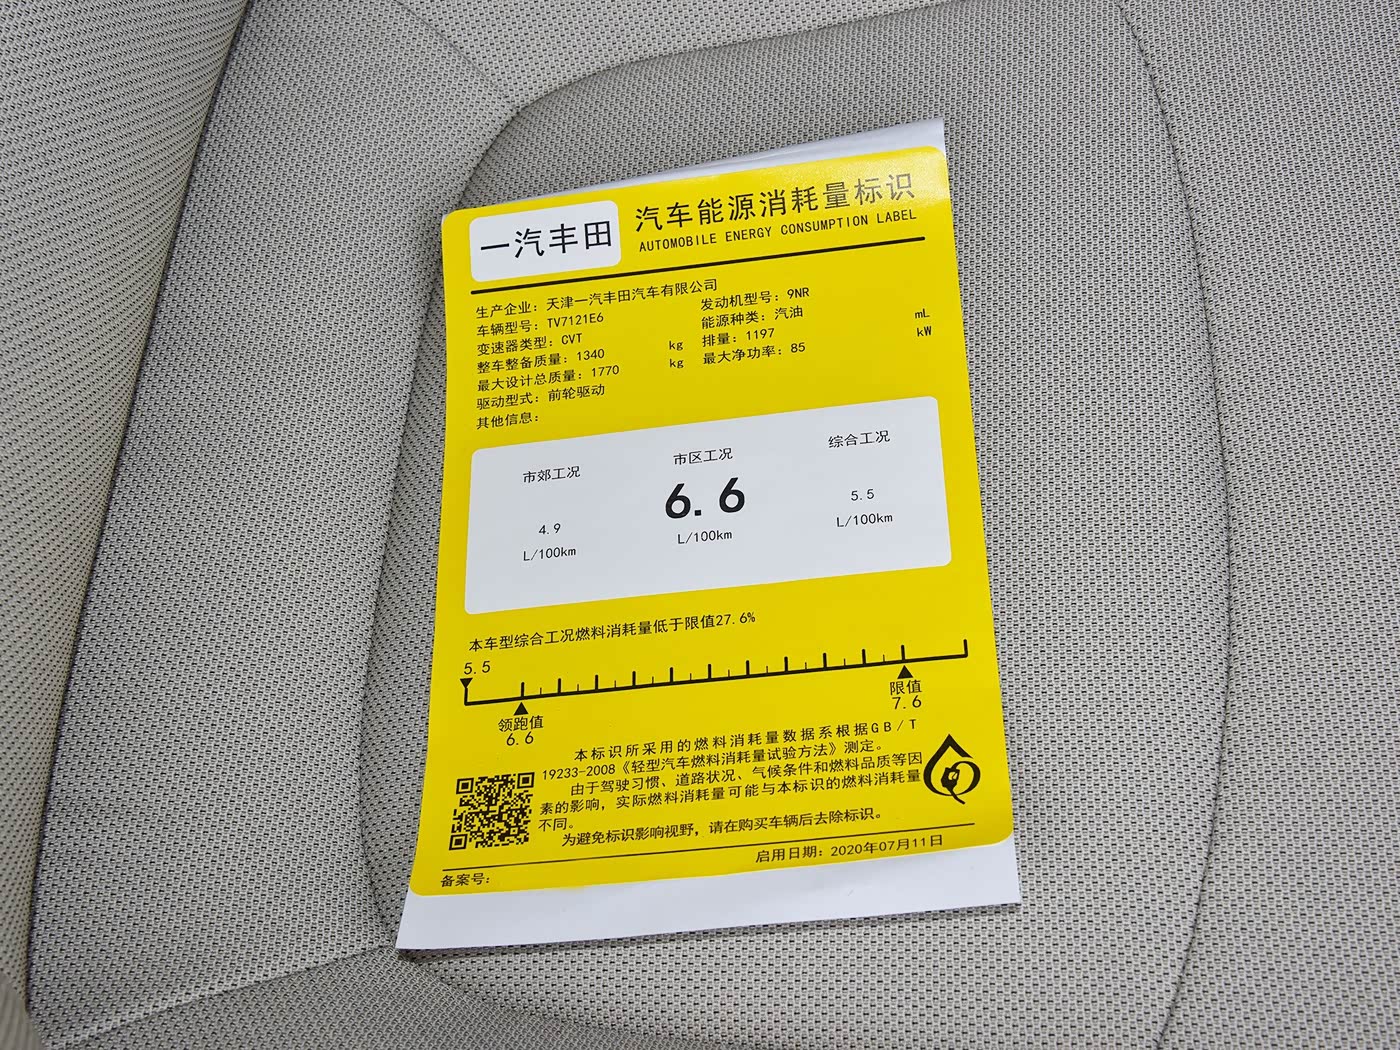 一汽丰田
汽车能源消耗量标识
AUTOMOBILE ENERGY CONSUMPTION LABEL
生产企业：天津一汽丰田汽车有限公司
车辆型号：TV7121E6
发动机型号：9NR
变速器类型：CVT
能源种类：汽油
整车整备质量：1340 kg
排量：1197 mL
最大设计总质量：1770 kg
最大净功率：85 kW
驱动型式：前轮驱动
其他信息：
市郊工况
4.9
L/100km
市区工况
6.6
L/100km
综合工况
5.5
L/100km
本车型综合工况燃料消耗量低于限值27.6%
5.5
领跑值
6.6
限值
7.6
本标识所采用的燃料消耗量数据系根据GB/T
19233-2008《轻型汽车燃料消耗量试验方法》测定。
由于驾驶习惯、道路状况、气候条件和燃料品质等因
素的影响，实际燃料消耗量可能与本标识的燃料消耗量
不同。
为避免标识影响视野，请在购买车辆后去除标识。
备案号：
启用日期：2020年07月11日